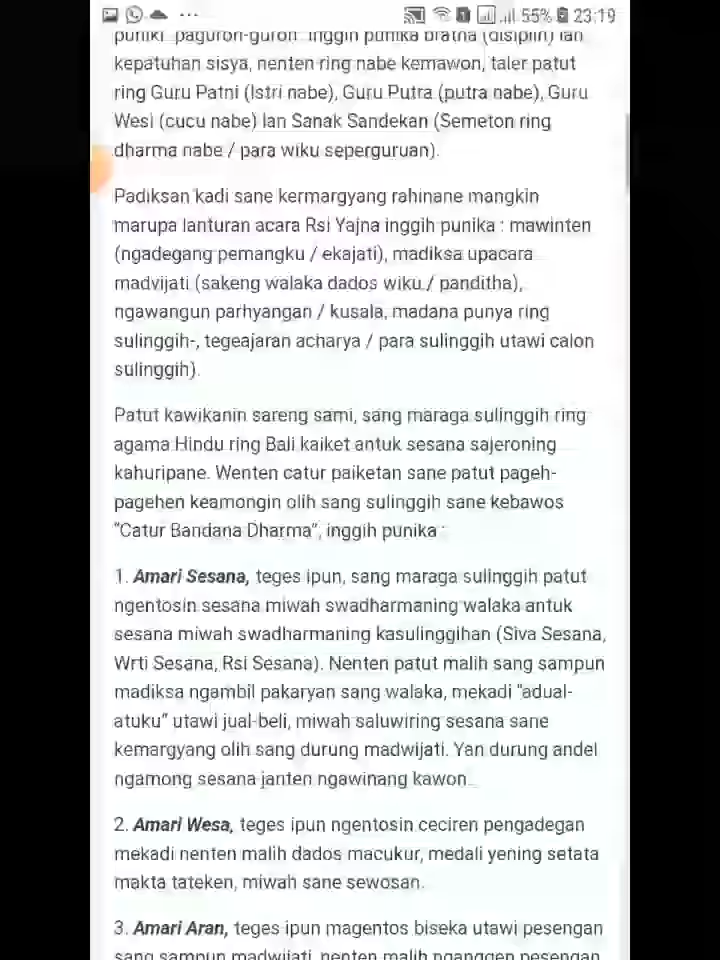 55% 23:19
puniki paguron-guron inggih punika bratha (disiplin) lan
kepatuhan sisya, nenten ring nabe kemawon, taler patut
ring Guru Patni (Istri nabe), Guru Putra (putra nabe), Guru
Wesi (cucu nabe) lan Sanak Sandekan (Semeton ring
dharma nabe / para wiku seperguruan).
Padiksan kadi sane kermargyang rahinane mangkin
marupa lanturan acara Rsi Yajna inggih punika : mawinten
(ngadegang pemangku / ekajati), madiksa upacara
madvijati (sakeng walaka dados wiku / panditha),
ngawangun parhyangan / kusala, madana punya ring
sulinggih-, tegeajaran acharya / para sulinggih utawi calon
sulinggih).
Patut kawikanin sareng sami, sang maraga sulinggih ring
agama Hindu ring Bali kaiket antuk sesana sajeroning
kahuripane. Wenten catur paiketan sane patut pageh-
pagehen keamongin olih sang sulinggih sane kebawos
"Catur Bandana Dharma", inggih punika :
1. Amari Sesana, teges ipun, sang maraga sulinggih patut
ngentosin sesana miwah swadharmaning walaka antuk
sesana miwah swadharmaning kasulinggihan (Siva Sesana,
Wrti Sesana, Rsi Sesana). Nenten patut malih sang sampun
madiksa ngambil pakaryan sang walaka, mekadi "adual-
atuku" utawi jual-beli, miwah saluwiring sesana sane
kemargyang olih sang durung madwijati. Yan durung andel
ngamong sesana janten ngawinang kawon.
2. Amari Wesa, teges ipun ngentosin ceciren pengadegan
mekadi nenten malih dados macukur, medali yening setata
makta tateken, miwah sane sewosan.
3. Amari Aran, teges ipun magentos biseka utawi pesengan
sang sampun madwijati, nenten malih nganggen pesengan